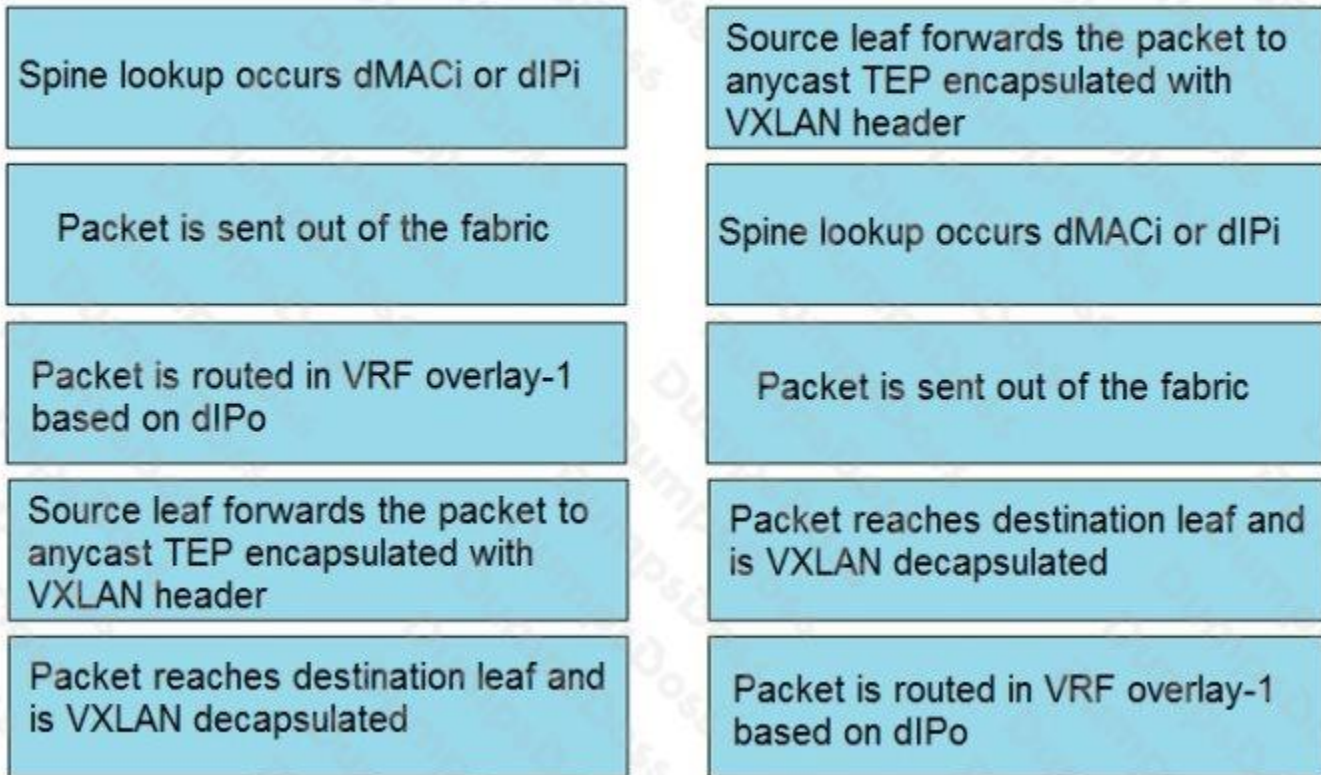 Spine lookup occurs dMACi or dIPi
Packet is sent out of the fabric
Packet is routed in VRF overlay-1
based on dIPo
Source leaf forwards the packet to
anycast TEP encapsulated with
VXLAN header
Packet reaches destination leaf and
is VXLAN decapsulated
Source leaf forwards the packet to
anycast TEP encapsulated with
VXLAN header
Spine lookup occurs dMACi or dIPi
Packet is sent out of the fabric
Packet reaches destination leaf and
is VXLAN decapsulated
Packet is routed in VRF overlay-1
based on dIPo